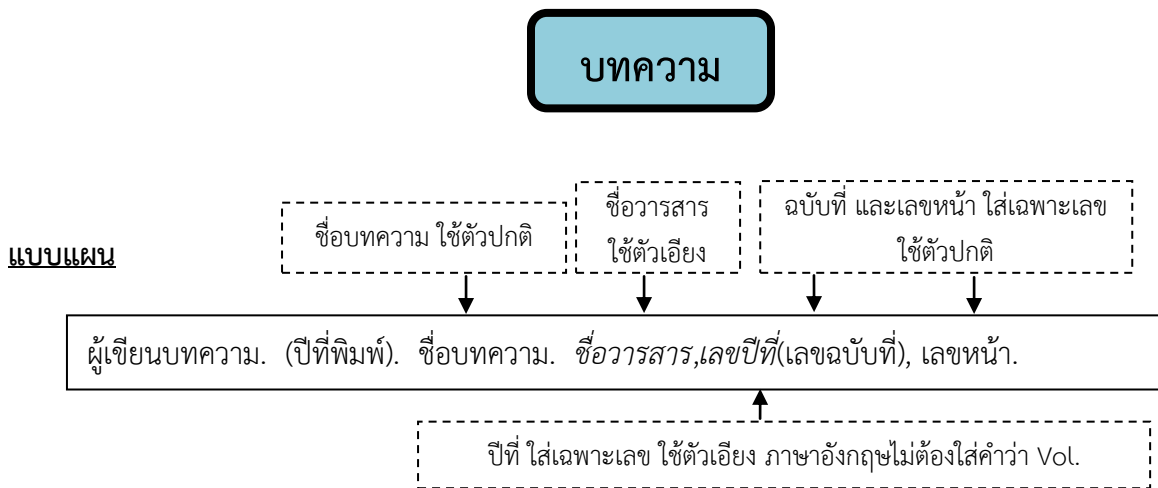 บทความ
ชื่อบทความ ใช้ตัวปกติ
ชื่อวารสาร
ใช้ตัวเอียง
ฉบับที่ และเลขหน้า ใส่เฉพาะเลข
ใช้ตัวปกติ
แบบแผน
ผู้เขียนบทความ. (ปีที่พิมพ์). ชื่อบทความ. ชื่อวารสาร,เลขปีที่(เลขฉบับที่), เลขหน้า.
ปีที่ ใส่เฉพาะเลข ใช้ตัวเอียง ภาษาอังกฤษไม่ต้องใส่คำว่า Vol.